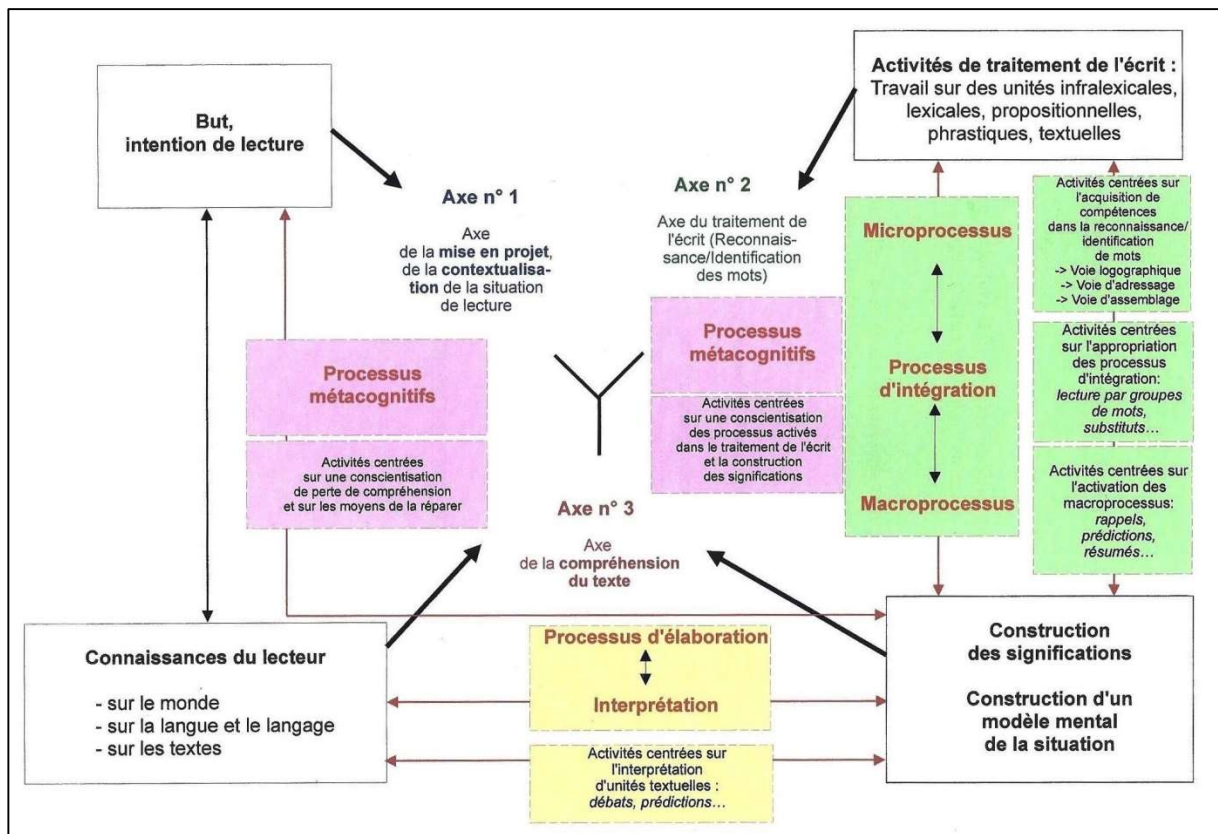 But,
intention de lecture
Activités de traitement de l'écrit :
Travail sur des unités infralexicales,
lexicales, propositionnelles,
phrastiques, textuelles
Axe n° 1
Axe
de la mise en projet,
de la contextualisa-
tion de la situation
de lecture
Axe n° 2
Axe du traitement de
l'écrit (Reconnais-
sance/Identification
des mots)
Processus
métacognitifs
Activités centrées
sur une conscientisation
de perte de compréhension
et sur les moyens de la réparer
Processus
métacognitifs
Activités centrées
sur une conscientisation
des processus activés
dans le traitement de l'écrit
et la construction
des significations
Microprocessus
Processus
d'intégration
Macroprocessus
Activités centrées sur
l'acquisition de
compétences
dans la reconnaissance/
identification
de mots
-> Voie logographique
-> Voie d'adressage
-> Voie d'assemblage
Activités centrées
sur l'appropriation
des processus
d'intégration:
lecture par groupes
de mots,
substituts...
Activités centrées sur
l'activation des
macroprocessus:
rappels,
prédictions,
résumés...
Axe n° 3
Axe
de la compréhension
du texte
Connaissances du lecteur
- sur le monde
- sur la langue et le langage
- sur les textes
Processus d'élaboration
Interprétation
Activités centrées sur
l'interprétation
d'unités textuelles :
débats, prédictions...
Construction
des significations
Construction d'un
modèle mental
de la situation